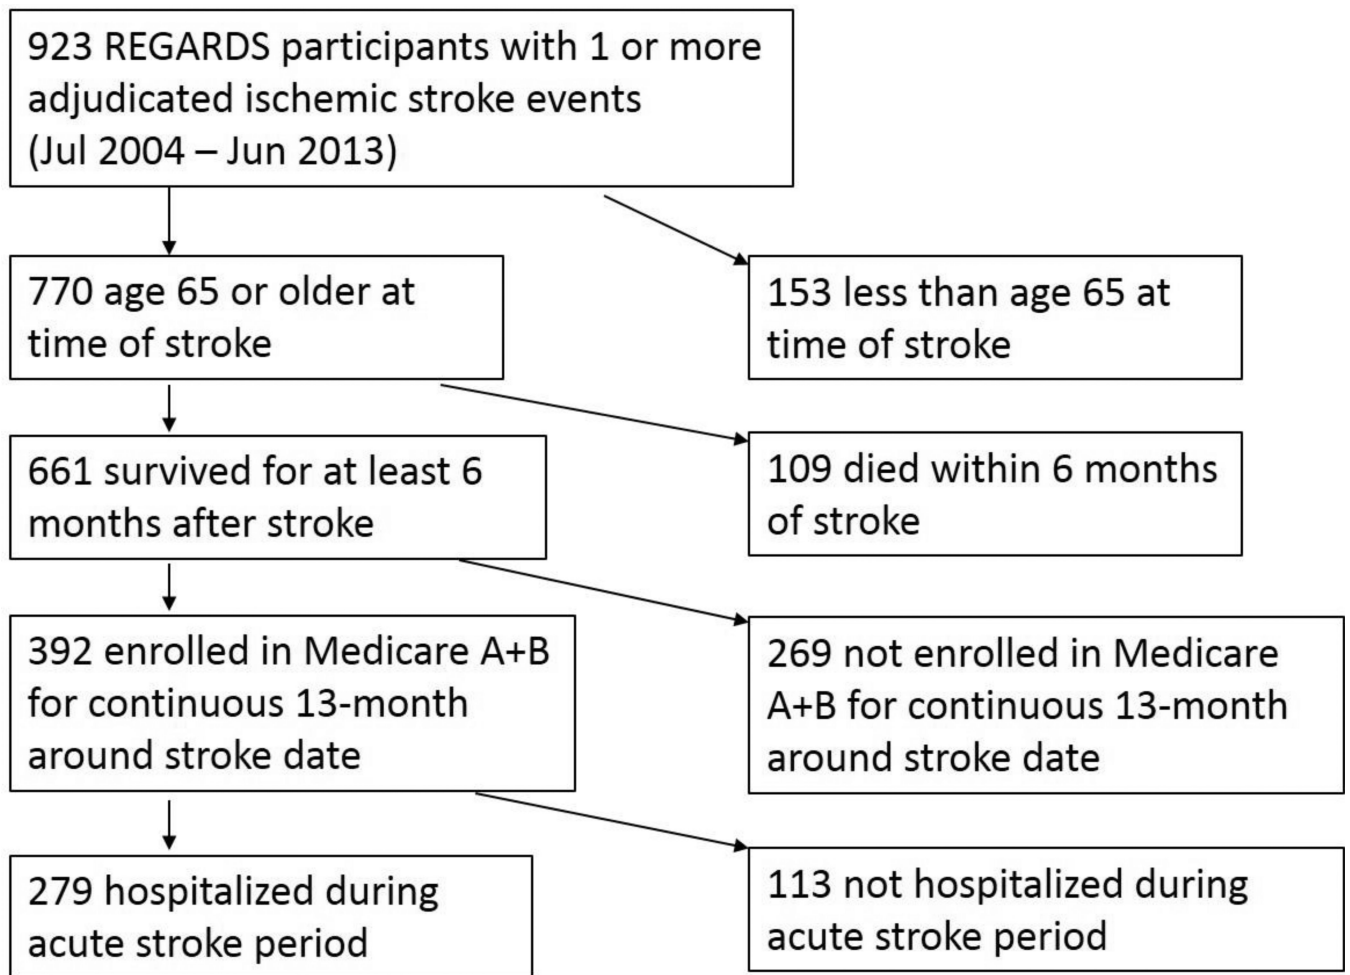 923 REGARDS participants with 1 or more
adjudicated ischemic stroke events
(Jul 2004 – Jun 2013)
770 age 65 or older at
time of stroke
153 less than age 65 at
time of stroke
661 survived for at least 6
months after stroke
109 died within 6 months
of stroke
392 enrolled in Medicare A+B
for continuous 13-month
around stroke date
269 not enrolled in Medicare
A+B for continuous 13-month
around stroke date
279 hospitalized during
acute stroke period
113 not hospitalized during
acute stroke period